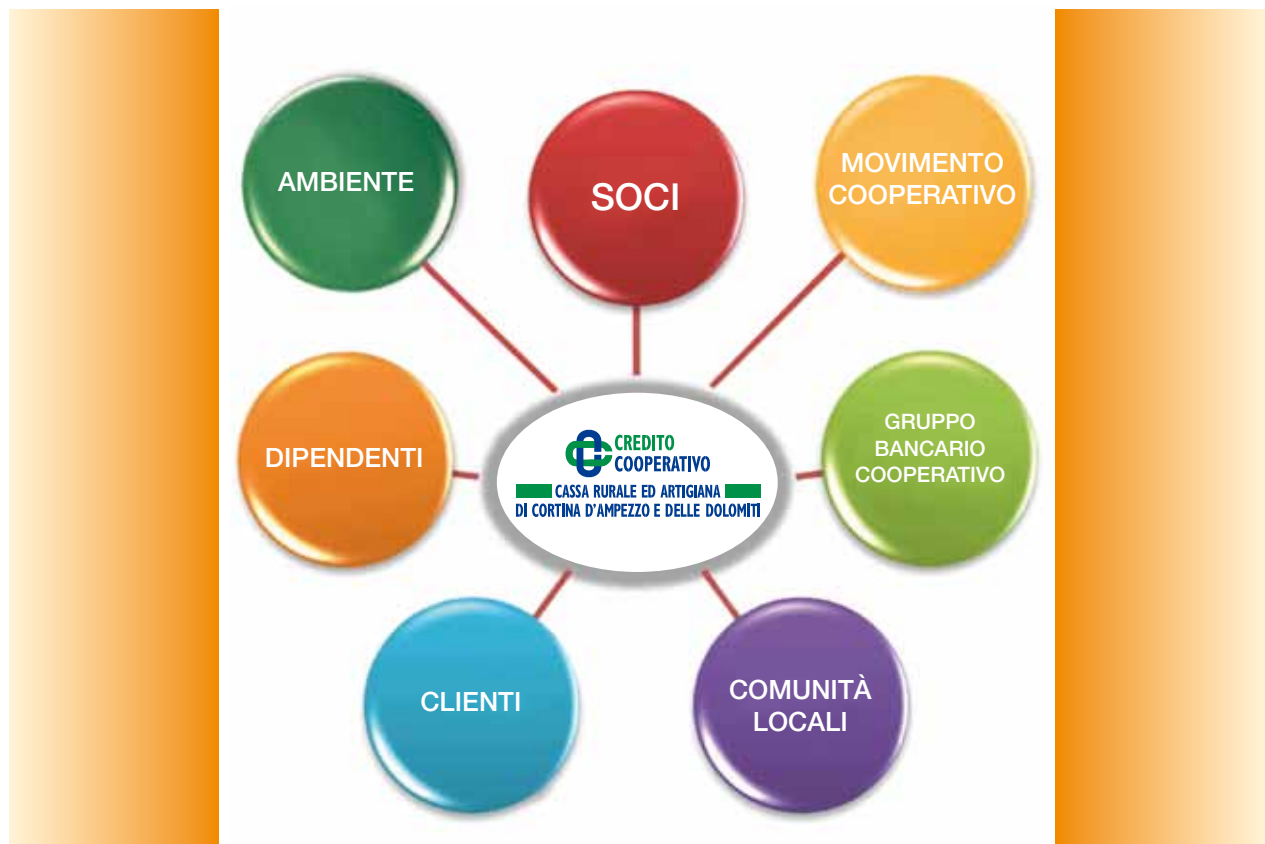 AMBIENTE
SOCI
MOVIMENTO
COOPERATIVO
DIPENDENTI
CREDITO
COOPERATIVO
CASSA RURALE ED ARTIGIANA
DI CORTINA D'AMPEZZO E DELLE DOLOMITI
GRUPPO
BANCARIO
COOPERATIVO
CLIENTI
COMUNITÀ
LOCALI